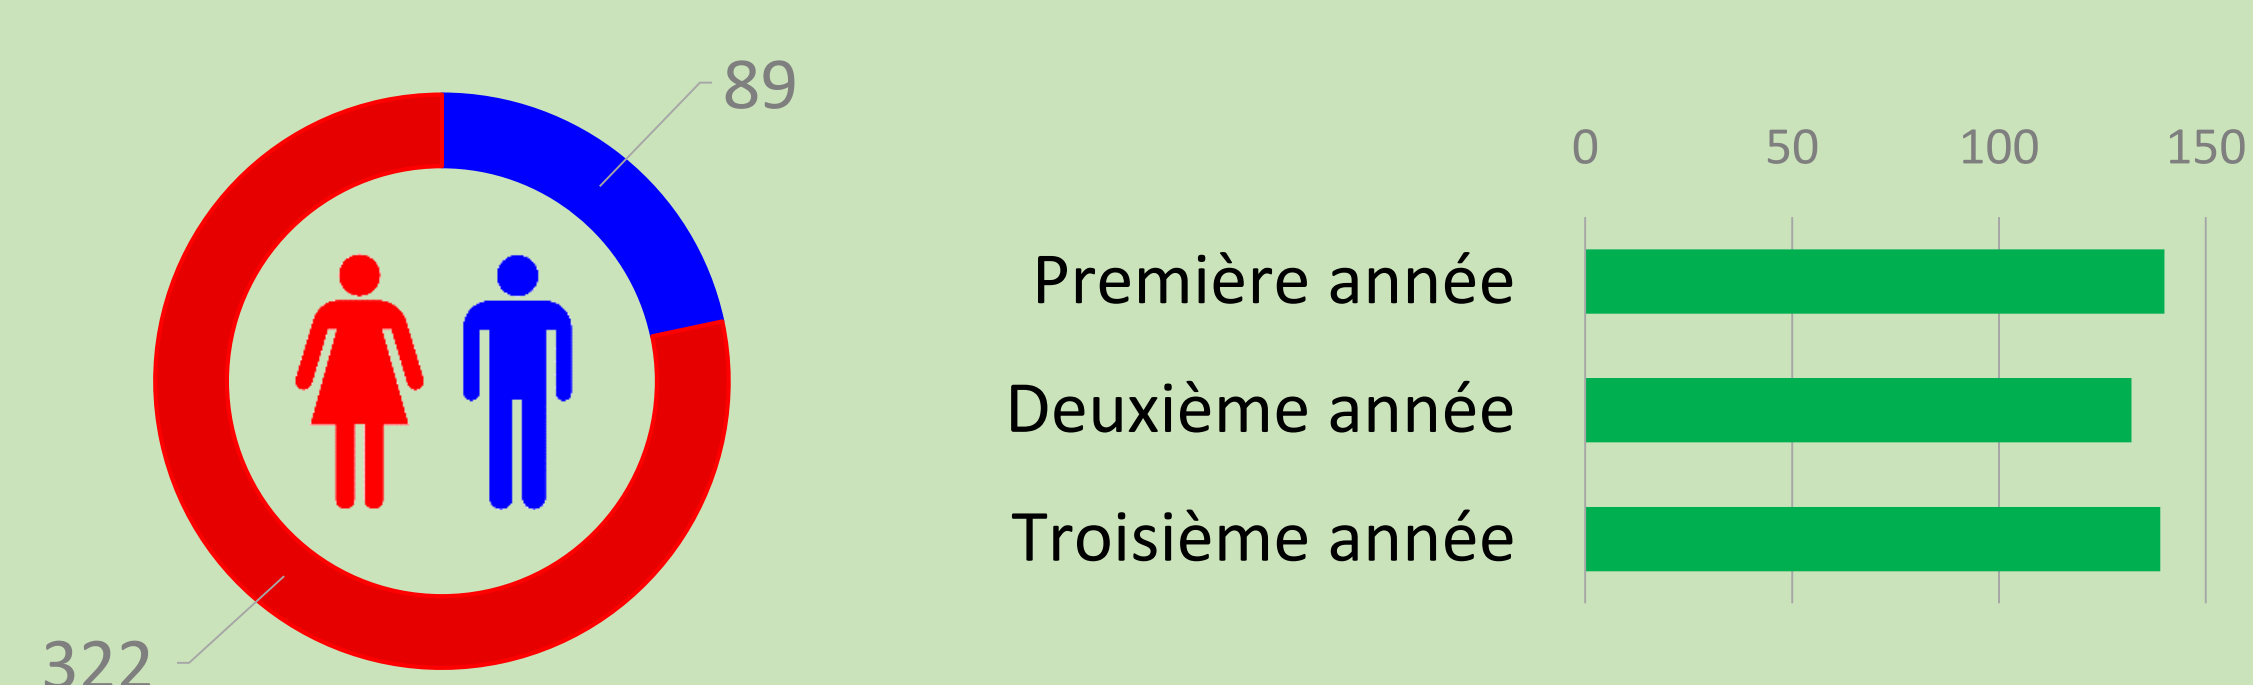 89
322
0 50 100 150
Première année
Deuxième année
Troisième année